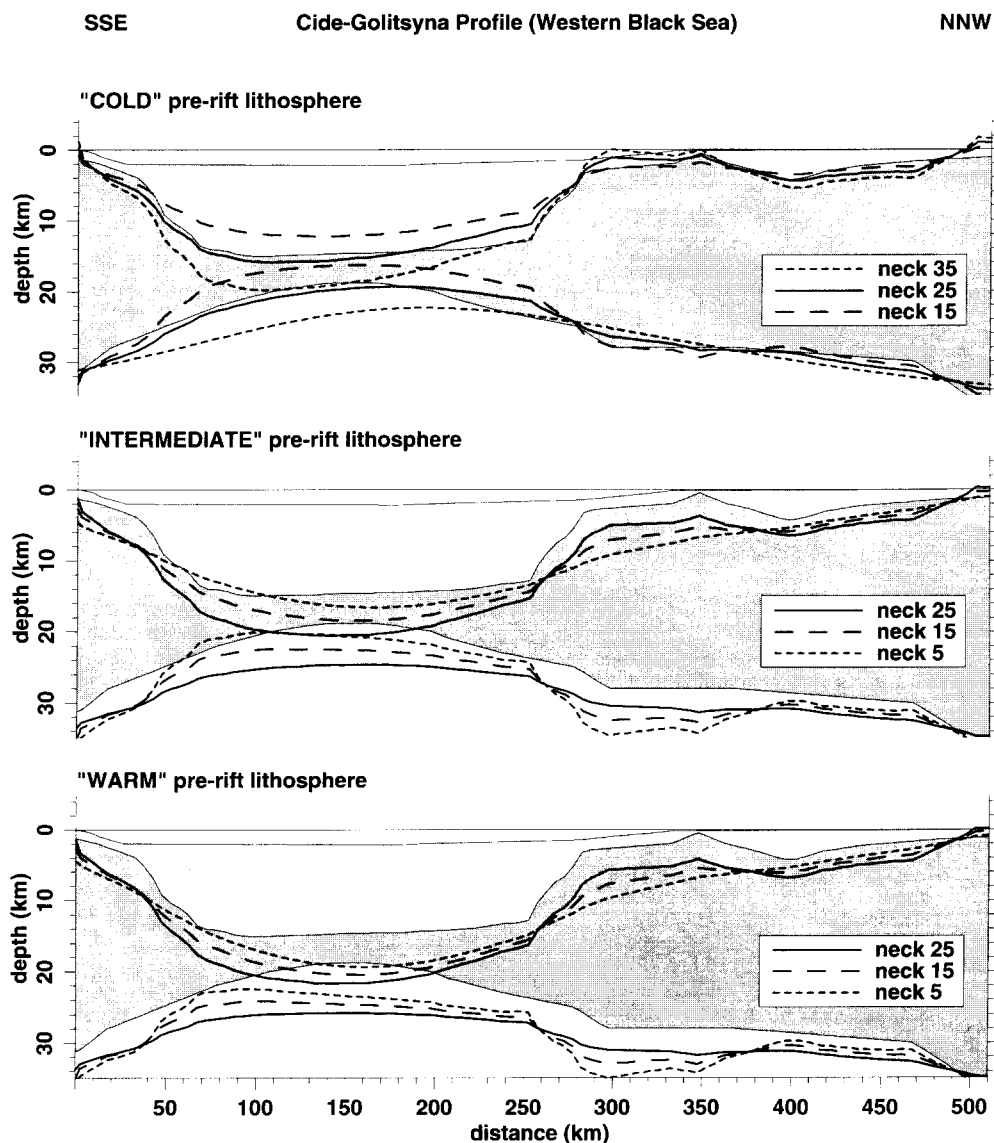 SSE Cide-Golitsyna Profile (Western Black Sea) NNW
"COLD" pre-rift lithosphere
0
10
20
30
depth (km)
neck 35
neck 25
neck 15
"INTERMEDIATE" pre-rift lithosphere
0
10
20
30
depth (km)
neck 25
neck 15
neck 5
"WARM" pre-rift lithosphere
0
10
20
30
depth (km)
neck 25
neck 15
neck 5
50 100 150 200 250 300 350 400 450 500
distance (km)